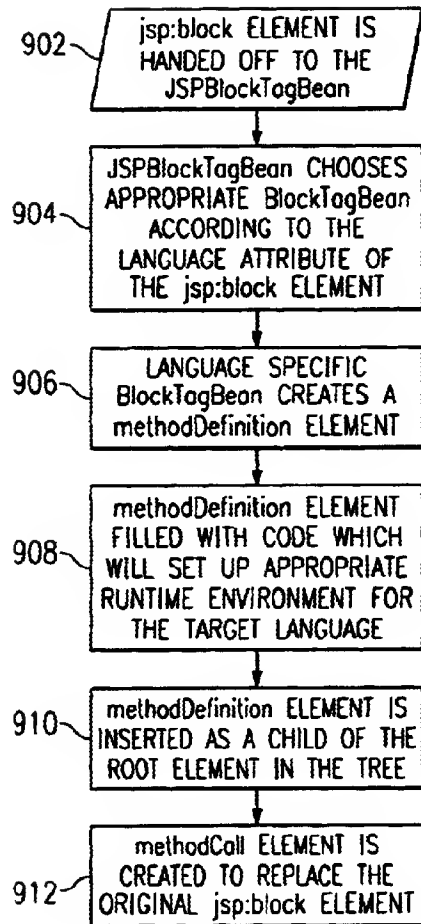 902
jsp:block ELEMENT IS
HANDED OFF TO THE
JSPBlockTagBean
904
JSPBlockTagBean CHOOSES
APPROPRIATE BlockTagBean
ACCORDING TO THE
LANGUAGE ATTRIBUTE OF
THE jsp:block ELEMENT
906
LANGUAGE SPECIFIC
BlockTagBean CREATES A
methodDefinition ELEMENT
908
methodDefinition ELEMENT
FILLED WITH CODE WHICH
WILL SET UP APPROPRIATE
RUNTIME ENVIRONMENT FOR
THE TARGET LANGUAGE
910
methodDefinition ELEMENT IS
INSERTED AS A CHILD OF THE
ROOT ELEMENT IN THE TREE
912
methodCall ELEMENT IS
CREATED TO REPLACE THE
ORIGINAL jsp:block ELEMENT